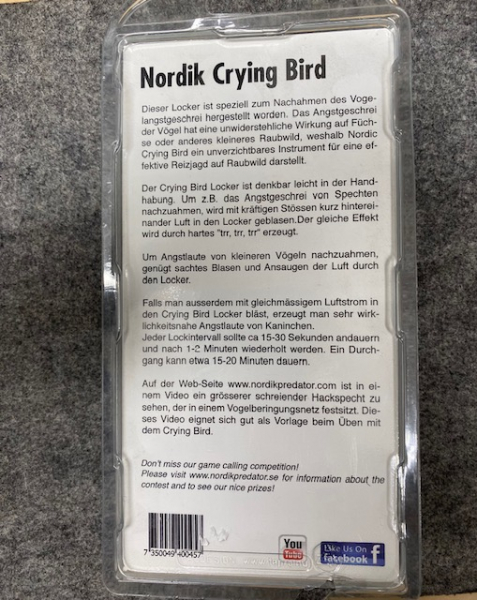 Nordik Crying Bird
Dieser Locker ist speziell zum Nachahmen des Voge-
langstgeschrei hergestellt worden. Das Angstgeschrei
der Vögel hat eine unwiderstehliche Wirkung auf Füch-
se oder anderes kleineres Raubwild, weshalb Nordic
Crying Bird ein unverzichtbares Instrument für eine ef-
fektive Reizjagd auf Raubwild darstellt.
Der Crying Bird Locker ist denkbar leicht in der Hand-
habung. Um z.B. das Angstgeschrei von Spechten
nachzuahmen, wird mit kräftigen Stössen kurz hinterei-
nander Luft in den Locker geblasen.Der gleiche Effekt
wird durch hartes "trr, trr, trr" erzeugt.
Um Angstlaute von kleineren Vögeln nachzuahmen,
genügt sachtes Blasen und Ansaugen der Luft durch
den Locker.
Falls man ausserdem mit gleichmässigem Luftstrom in
den Crying Bird Locker bläst, erzeugt man sehr wirk-
lichkeitsnahe Angstlaute von Kaninchen.
Jeder Lockintervall sollte ca 15-30 Sekunden andauern
und nach 1-2 Minuten wiederholt werden. Ein Durch-
gang kann etwa 15-20 Minuten dauern.
Auf der Web-Seite www.nordikpredator.com ist in ei-
nem Video ein grösserer schreiender Hackspecht zu
sehen, der in einem Vogelberingungsnetz festsitzt. Die-
ses Video eignet sich gut als Vorlage beim Üben mit
dem Crying Bird.
Don't miss our game calling competition!
Please visit www.nordikpredator.se for information about the
contest and to see our nice prizes!
7 350049 400457
You
Tube
Like Us On
facebook f